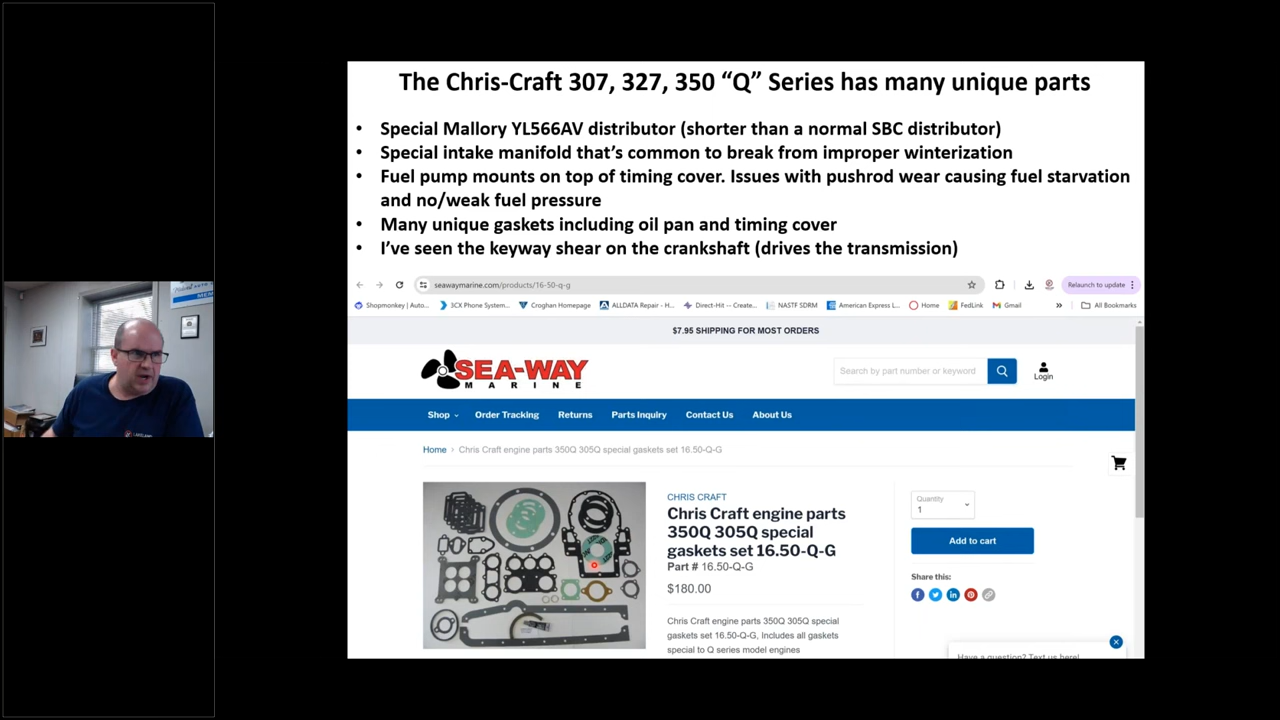 The Chris-Craft 307, 327, 350 “Q” Series has many unique parts
• Special Mallory YL566AV distributor (shorter than a normal SBC distributor)
• Special intake manifold that’s common to break from improper winterization
• Fuel pump mounts on top of timing cover. Issues with pushrod wear causing fuel starvation
and no/weak fuel pressure
• Many unique gaskets including oil pan and timing cover
• I’ve seen the keyway shear on the crankshaft (drives the transmission)
seawaymarine.com/products/16-50-q-g
Relaunch to update
Shopmonkey | Auto...
3CX Phone System...
Croghan Homepage
ALLDATA Repair - H...
Direct-Hit -- Create...
NASTF SDRM
American Express L...
Home
FedLink
Gmail
»
All Bookmarks
$7.95 SHIPPING FOR MOST ORDERS
SEA-WAY
MARINE
Search by part number or keyword
Login
Shop
Order Tracking
Returns
Parts Inquiry
Contact Us
About Us
Home › Chris Craft engine parts 350Q 305Q special gaskets set 16.50-Q-G
CHRIS CRAFT
Chris Craft engine parts
350Q 305Q special
gaskets set 16.50-Q-G
Part # 16.50-Q-G
$180.00
Chris Craft engine parts 350Q 305Q special
gaskets set 16.50-Q-G, Includes all gaskets
special to Q series model engines
Quantity
1
Add to cart
Share this:
Have a question? Text us here!